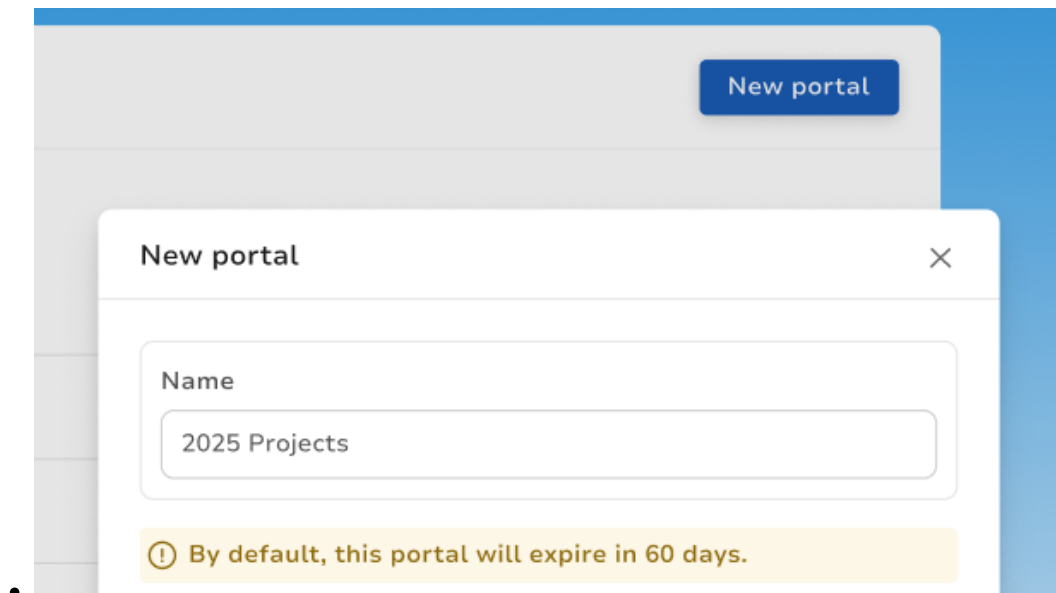 New portal
New portal
Name
2025 Projects
By default, this portal will expire in 60 days.